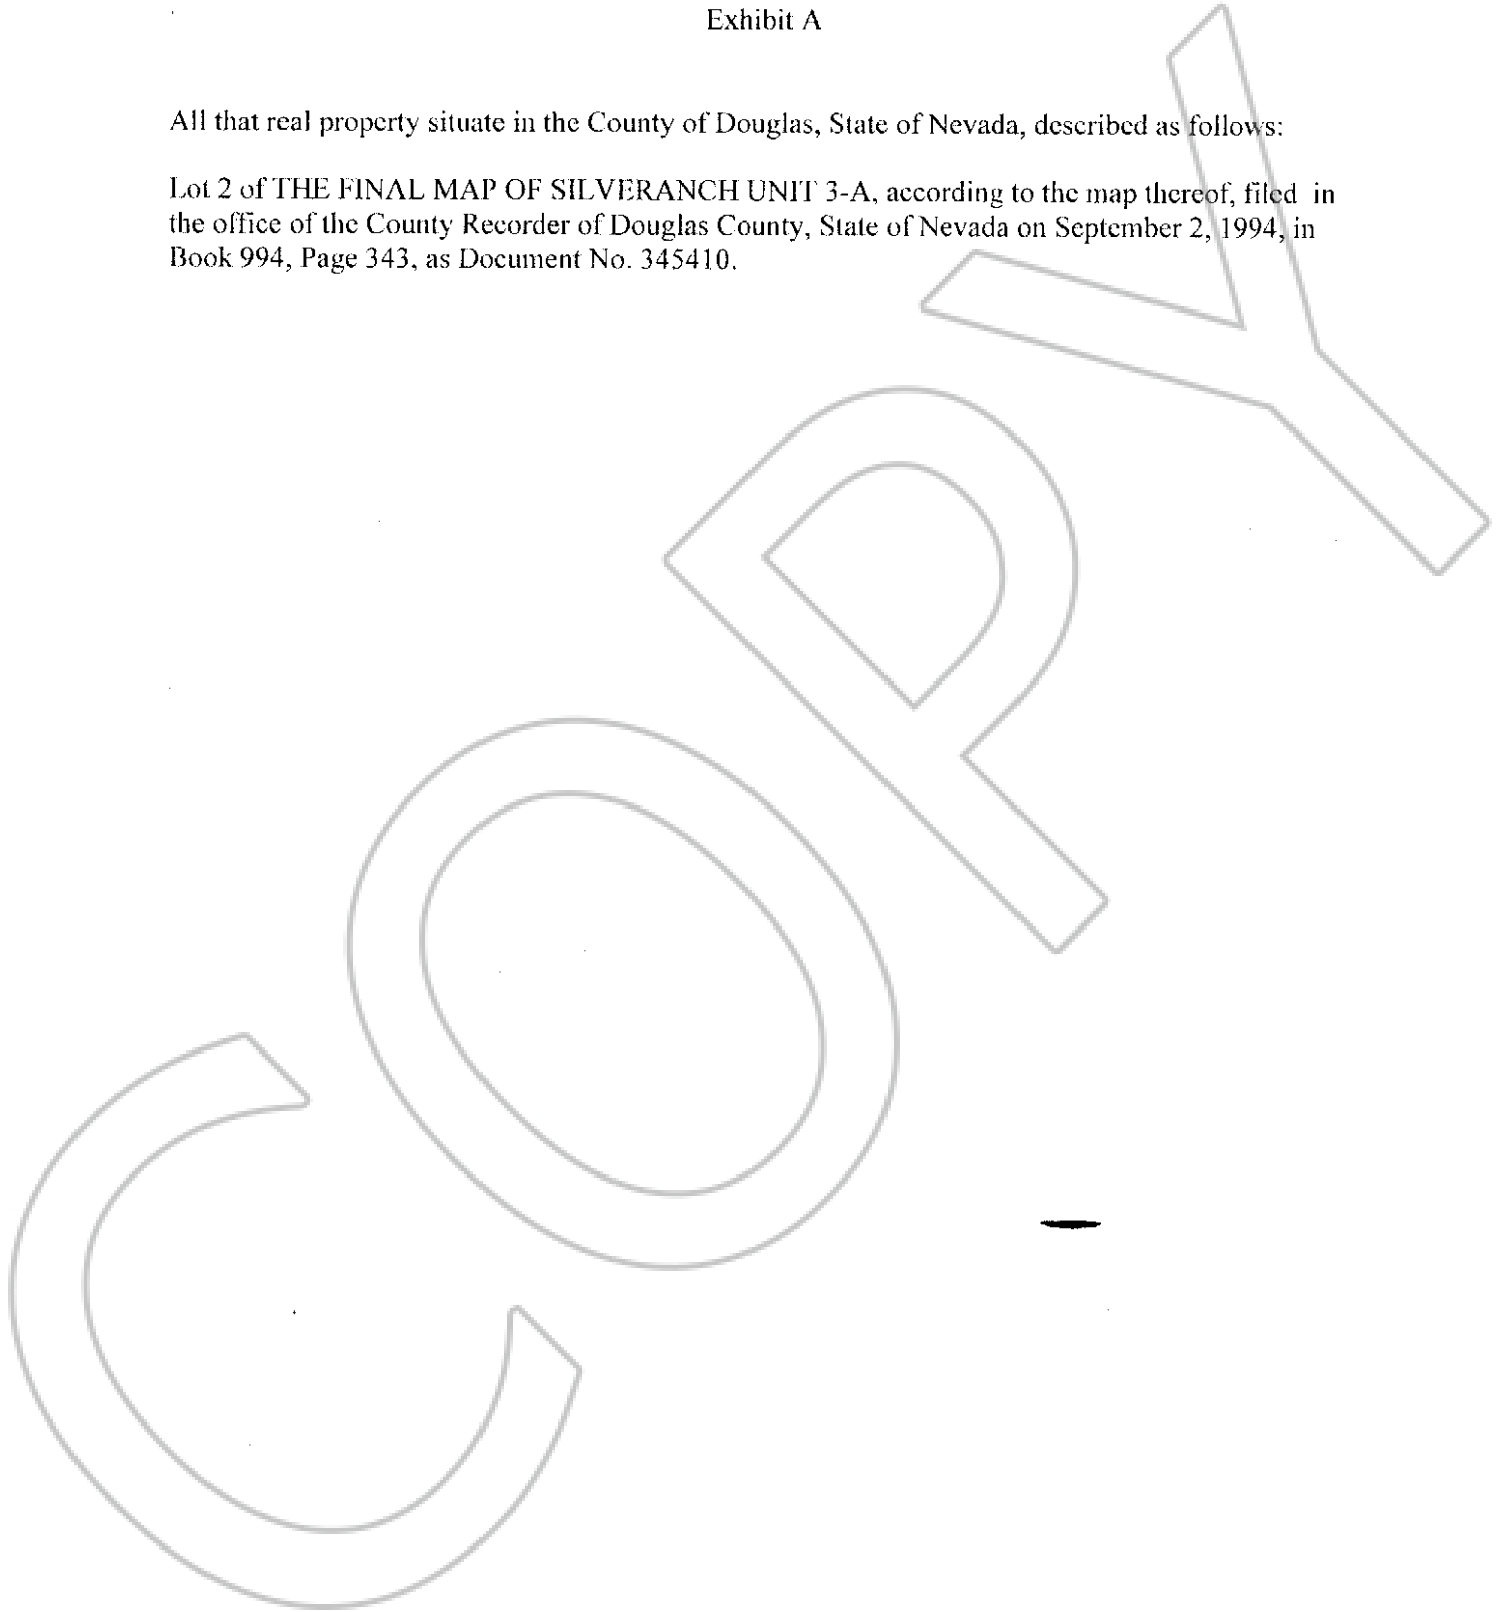 Exhibit A
All that real property situate in the County of Douglas, State of Nevada, described as follows:
Lot 2 of THE FINAL MAP OF SILVERANCH UNIT 3-A, according to the map thereof, filed in
the office of the County Recorder of Douglas County, State of Nevada on September 2, 1994, in
Book 994, Page 343, as Document No. 345410.
COPY